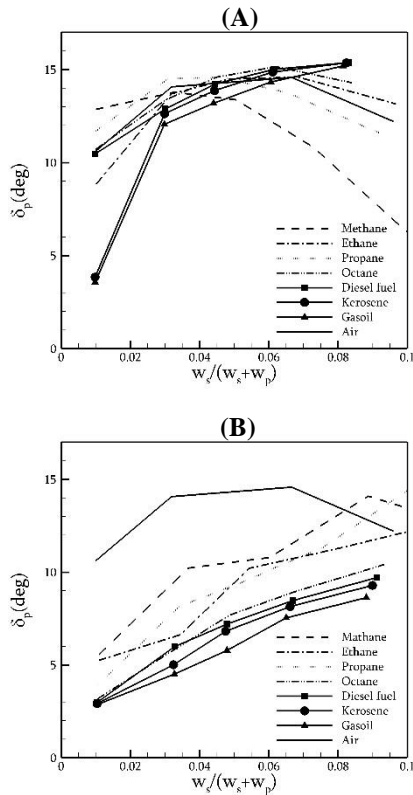 (A)
15
10
5
0
δp(deg)
Methane
Ethane
Propane
Octane
Diesel fuel
Kerosene
Gasoil
Air
0 0.02 0.04 0.06 0.08 0.1
ws/(ws+wp)
(B)
15
10
5
0
δp(deg)
Mathane
Ethane
Propane
Octane
Diesel fuel
Kerosene
Gasoil
Air
0 0.02 0.04 0.06 0.08 0.1
ws/(ws+wp)